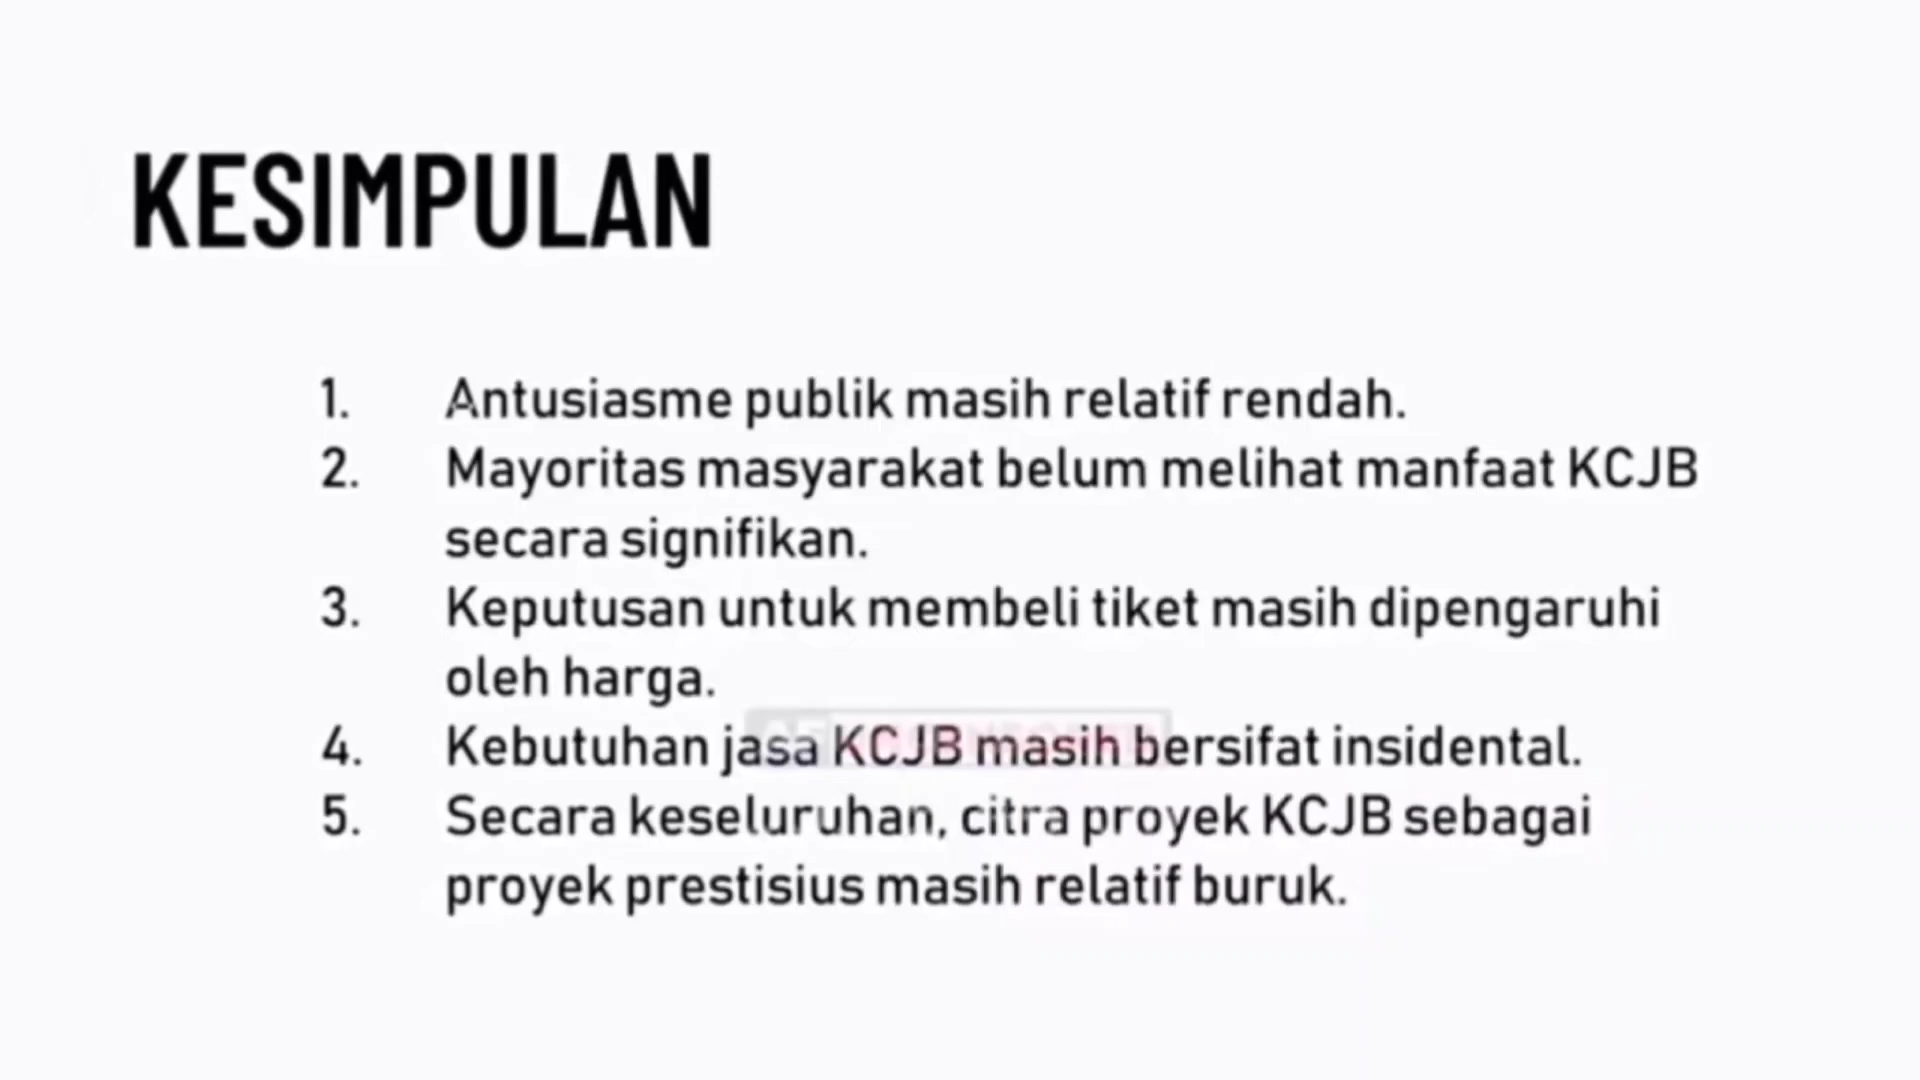 KESIMPULAN
1. Antusiasme publik masih relatif rendah.
2. Mayoritas masyarakat belum melihat manfaat KCJB
secara signifikan.
3. Keputusan untuk membeli tiket masih dipengaruhi
oleh harga.
4. Kebutuhan jasa KCJB masih bersifat insidental.
5. Secara keseluruhan, citra proyek KCJB sebagai
proyek prestisius masih relatif buruk.